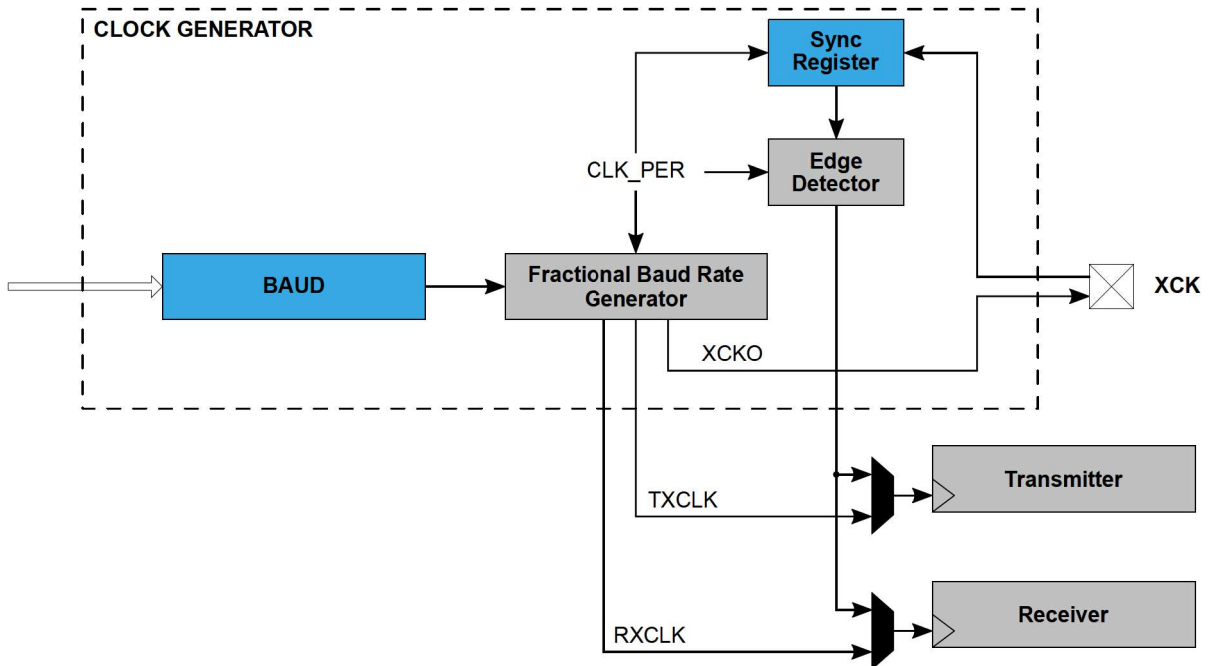 CLOCK GENERATOR
Sync
Register
CLK_PER
Edge
Detector
BAUD
Fractional Baud Rate
Generator
XCK
XCKO
TXCLK
Transmitter
RXCLK
Receiver